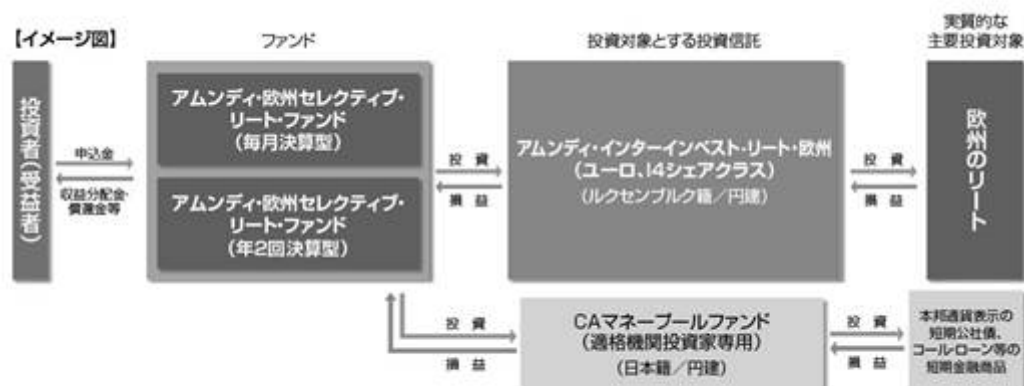 【イメージ図】
ファンド
投資対象とする投資信託
実質的な
主要投資対象
投資者(受益者)
申込金
収益分配金・
償還金等
アムンディ・欧州セレクティブ・
リート・ファンド
(毎月決算型)
アムンディ・欧州セレクティブ・
リート・ファンド
(年2回決算型)
投資
損益
アムンディ・インターインベスト-リート・欧州
(ユーロ、I4シェアクラス)
(ルクセンブルク籍/円建)
投資
損益
欧州のリート
投資
損益
CAマネープールファンド
(適格機関投資家専用)
(日本籍/円建)
投資
損益
本邦通貨表示の
短期公社債、
コール・ローン等の
短期金融商品